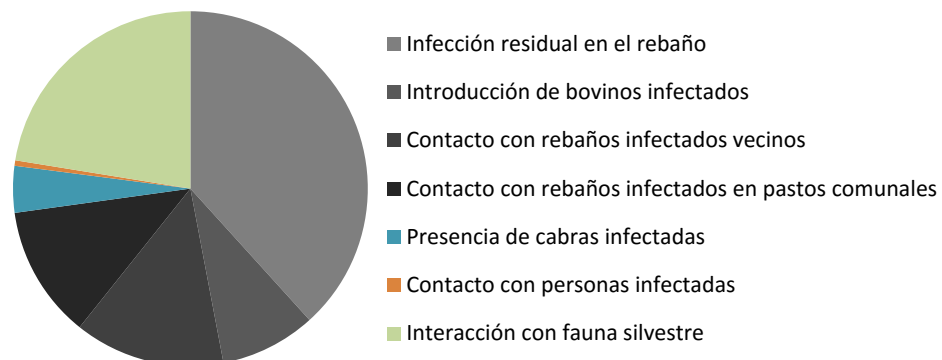 Infección residual en el rebaño
Introducción de bovinos infectados
Contacto con rebaños infectados vecinos
Contacto con rebaños infectados en pastos comunales
Presencia de cabras infectadas
Contacto con personas infectadas
Interacción con fauna silvestre